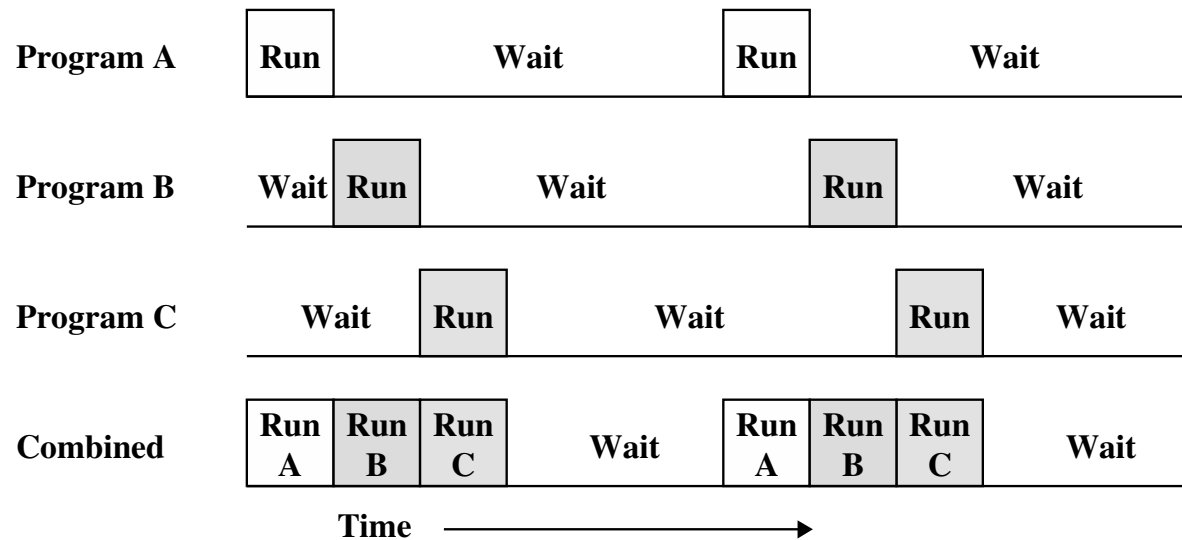 Program A Run Wait Run Wait
Program B Wait Run Wait Run Wait
Program C Wait Run Wait Run Wait
Combined Run A Run B Run C Wait Run A Run B Run C Wait
Time